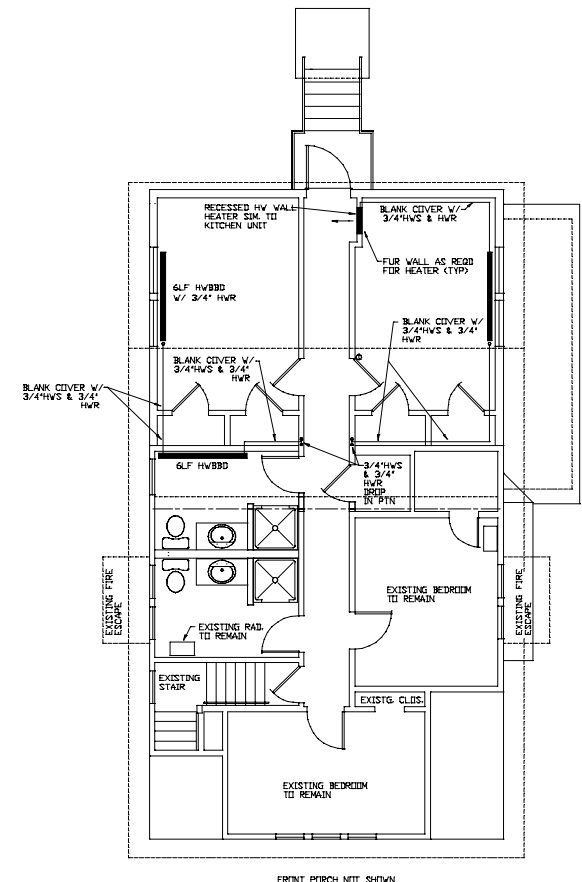 RECESSED HW WALL
HEATER SIM. TO
KITCHEN UNIT
BLANK COVER W/
3/4"HWS & HWR
FUR WALL AS REQD
FOR HEATER (TYP)
6LF HWBBD
W/ 3/4" HWR
BLANK COVER W/
3/4"HWS & 3/4"
HWR
BLANK COVER W/
3/4"HWS & 3/4"
HWR
BLANK COVER W/
3/4"HWS & 3/4"
HWR
6LF HWBBD
3/4"HWS
& 3/4"
HWR
DROP
IN PTN
EXISTING FIRE
ESCAPE
EXISTING BEDROOM
TO REMAIN
EXISTING FIRE
ESCAPE
EXISTING RAD.
TO REMAIN
EXISTING
STAIR
EXISTG. CLOS.
EXISTING BEDROOM
TO REMAIN
FRONT PORCH NOT SHOWN